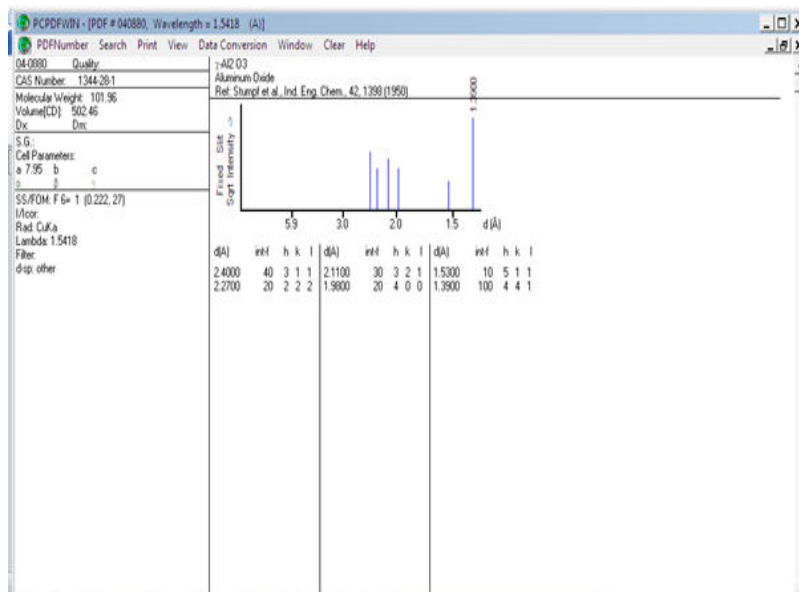 PCPDFWIN - [PDF # 040880, Wavelength = 1.5418 (A)]
PDFNumber Search Print View Data Conversion Window Clear Help
04-0880 Quality:
CAS Number: 1344-28-1
Molecular Weight: 101.96
Volume[CD]: 502.46
Dx: Dm:
S.G.:
Cell Parameters:
a 7.95 b c
α β γ
SS/FOM: F 6= 1 (0.222, 27)
I/Icor:
Rad: CuKa
Lambda: 1.5418
Filter:
d-sp: other
γ-Al2 O3
Aluminum Oxide
Ref: Stumpf et al., Ind. Eng. Chem., 42, 1398 (1950)
Fixed Slit
Sqrt Intensity ->
1.3900
5.9 3.0 2.0 1.5 d (Å)
d(A) int-f h k l d(A) int-f h k l d(A) int-f h k l
2.4000 40 3 1 1 2.1100 30 3 2 1 1.5300 10 5 1 1
2.2700 20 2 2 2 1.9800 20 4 0 0 1.3900 100 4 4 1